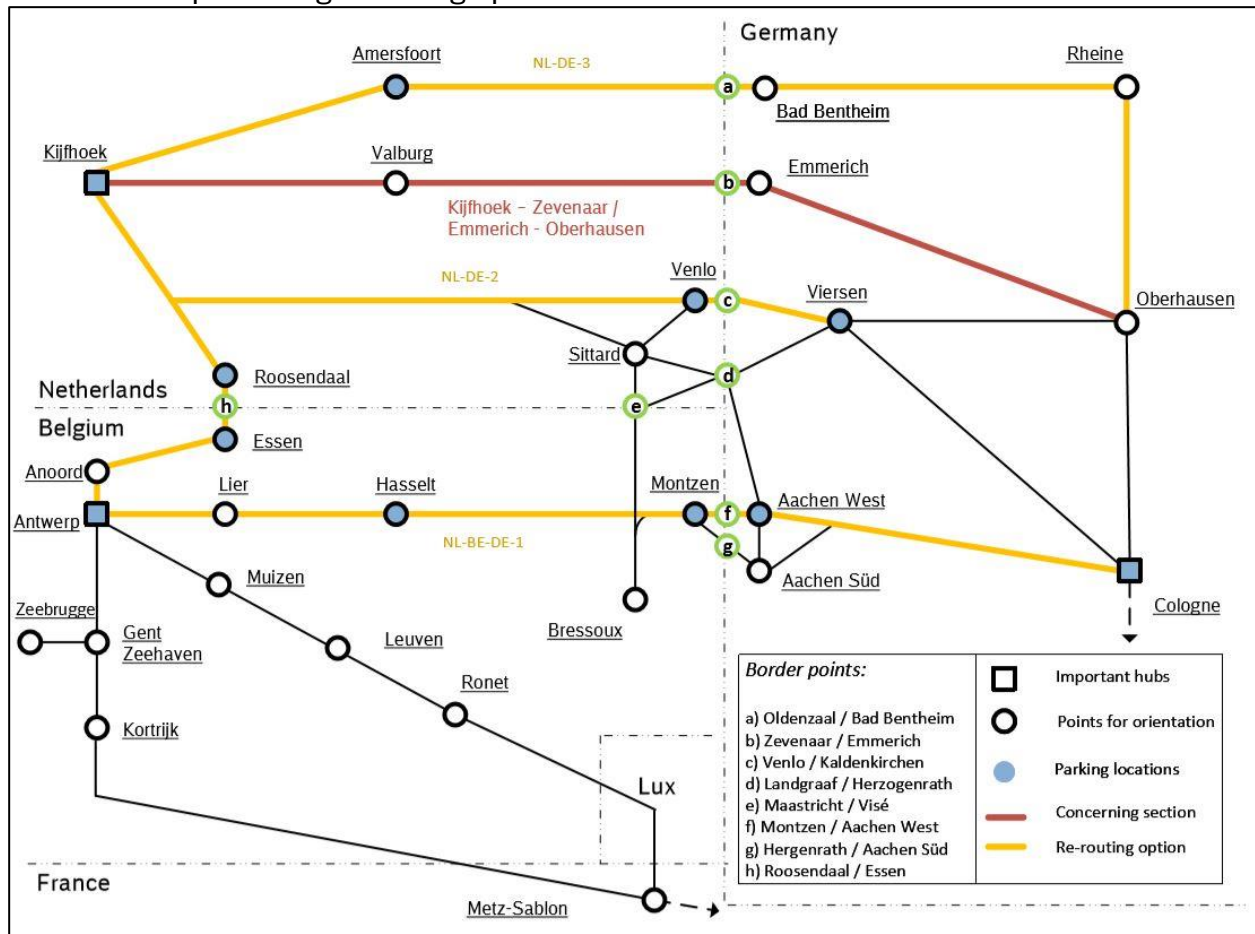 Germany
Amersfoort
NL-DE-3
Rheine
a
Bad Bentheim
Kijfhoek
Valburg
Emmerich
b
Kijfhoek – Zevenaar /
Emmerich - Oberhausen
Venlo
NL-DE-2
Viersen
c
Oberhausen
Sittard
Roosendaal
d
Netherlands
h
e
Belgium
Essen
Anoord
Lier
Hasselt
Montzen
Aachen West
Antwerp
f
NL-BE-DE-1
g
Aachen Süd
Muizen
Cologne
Zeebrugge
Bressoux
Gent
Zeehaven
Leuven
Ronet
Kortrijk
Lux
France
Metz-Sablon
Border points:
a) Oldenzaal / Bad Bentheim
b) Zevenaar / Emmerich
c) Venlo / Kaldenkirchen
d) Landgraaf / Herzogenrath
e) Maastricht / Visé
f) Montzen / Aachen West
g) Hergenrath / Aachen Süd
h) Roosendaal / Essen
Important hubs
Points for orientation
Parking locations
Concerning section
Re-routing option